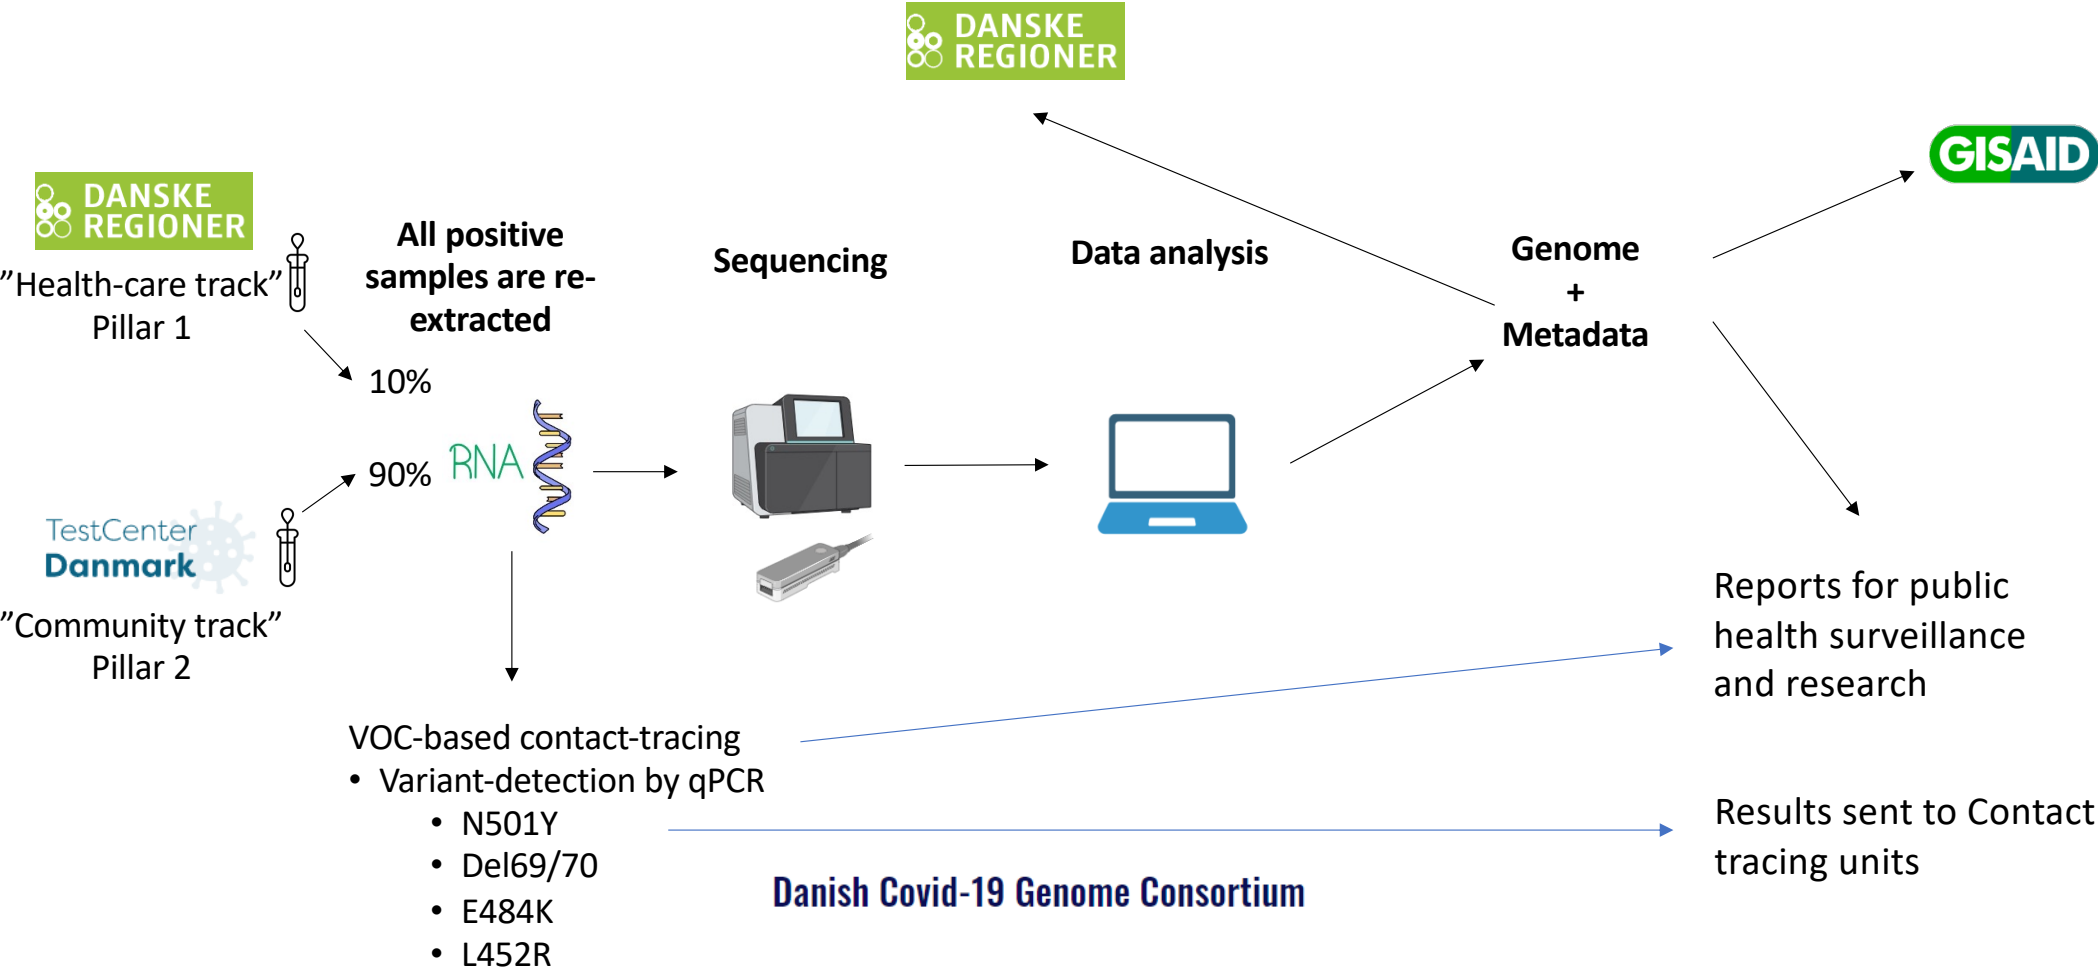 DANSKE
REGIONER
GISAID
DANSKE
REGIONER
”Health-care track”
Pillar 1
All positive
samples are re-
extracted
Sequencing
Data analysis
Genome
+
Metadata
10%
90%
RNA
TestCenter
Danmark
”Community track”
Pillar 2
Reports for public
health surveillance
and research
VOC-based contact-tracing
• Variant-detection by qPCR
• N501Y
• Del69/70
• E484K
• L452R
Results sent to Contact
tracing units
Danish Covid-19 Genome Consortium